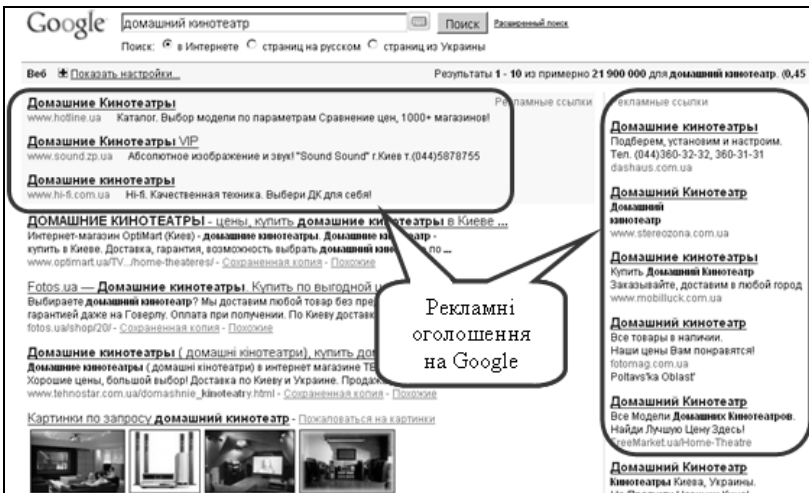 Google
домашний кинотеатр
Поиск
Расширенный поиск
Поиск: в Интернете страниц на русском страниц из Украины
Веб Показать настройки...
Результаты 1 - 10 из примерно 21 900 000 для домашний кинотеатр. (0,45
Домашние Кинотеатры
Рекламные ссылки
www.hotline.ua Каталог. Выбор модели по параметрам Сравнение цен, 1000+ магазинов!
Домашние Кинотеатры VIP
www.sound.zp.ua Абсолютное изображение и звук! "Sound Sound" г.Киев т.(044)5878755
Домашние кинотеатры
www.hi-fi.com.ua Hi-fi. Качественная техника. Выбери ДК для себя!
ДОМАШНИЕ КИНОТЕАТРЫ - цены, купить домашние кинотеатры в Киеве ...
Интернет-магазин OptiMart (Киев) - домашние кинотеатры. Домашние
купить в Киеве. Доставка, гарантия, возможность выбрать домашний по ...
www.optimart.ua/TV.../home-theateres/ - Сохраненная копия - Похожие
Fotos.ua — Домашние кинотеатры. Купить по выгодной
Выбираете домашний кинотеатр? Мы доставим любой товар без
гарантией даже на Говерлу. Оплата при получении. По Киеву
fotos.ua/shop/20/ - Сохраненная копия - Похожие
Домашние кинотеатры ( домашні кінотеатри), купить
Домашние кинотеатры ( домашні кінотеатри) в интернет магазине
Хорошие цены, большой выбор! Доставка по Киеву и Украине.
www.tehnostar.com.ua/domashnie_kinoteatry.html - Сохраненная копия - Похожие
Картинки по запросу домашний кинотеатр - Пожаловаться на картинки
Рекламні
оголошення
на Google
Рекламные ссылки
Домашние кинотеатры
Подберем, установим и настроим.
Тел. (044)360-32-32, 360-31-31
dashaus.com.ua
Домашний Кинотеатр
Домашний
кинотеатр
www.stereozona.com.ua
Домашние Кинотеатры
Купить Домашний Кинотеатр
Заказывайте, доставим в любой город
www.mobilluck.com.ua
Домашний кинотеатр
Все товары в наличии.
Наши цены Вам понравятся!
fotomag.com.ua
Poltavs'ka Oblast'
Домашний Кинотеатр
Все Модели Домашних Кинотеатров.
Найди Лучшую Цену Здесь!
FreeMarket.ua/Home-Theatre
Домашний Кинотеатр
Кинотеатры Киева, Украины.